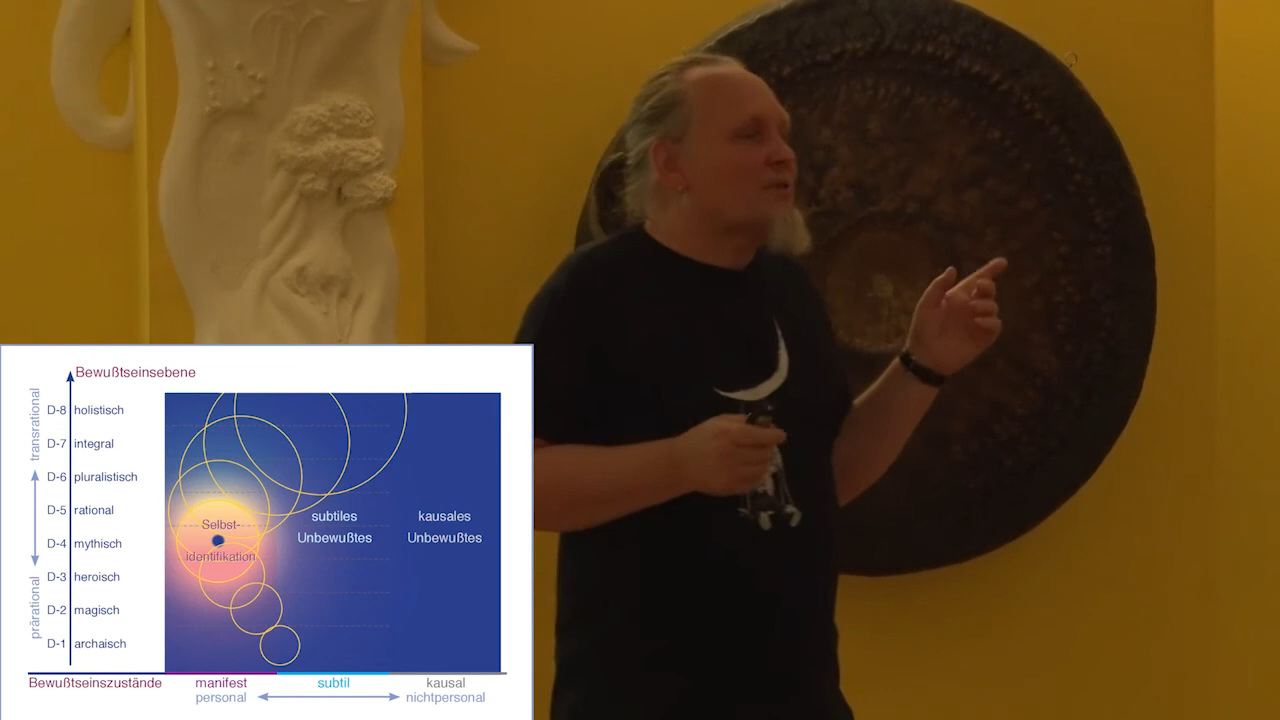 Bewußtseinsebene
transrational
prärational
D-8 holistisch
D-7 integral
D-6 pluralistisch
D-5 rational
D-4 mythisch
D-3 heroisch
D-2 magisch
D-1 archaisch
Selbst-
identifikation
subtiles
Unbewußtes
kausales
Unbewußtes
Bewußtseinszustände
manifest
subtil
kausal
personal
nichtpersonal